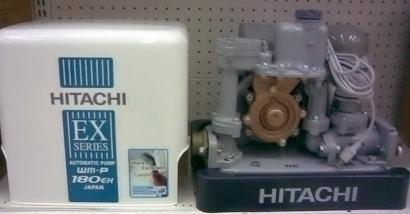 HITACHI
EX
SERIES
AUTOMATIC PUMP
WM-P
180EX
JAPAN
HITACHI